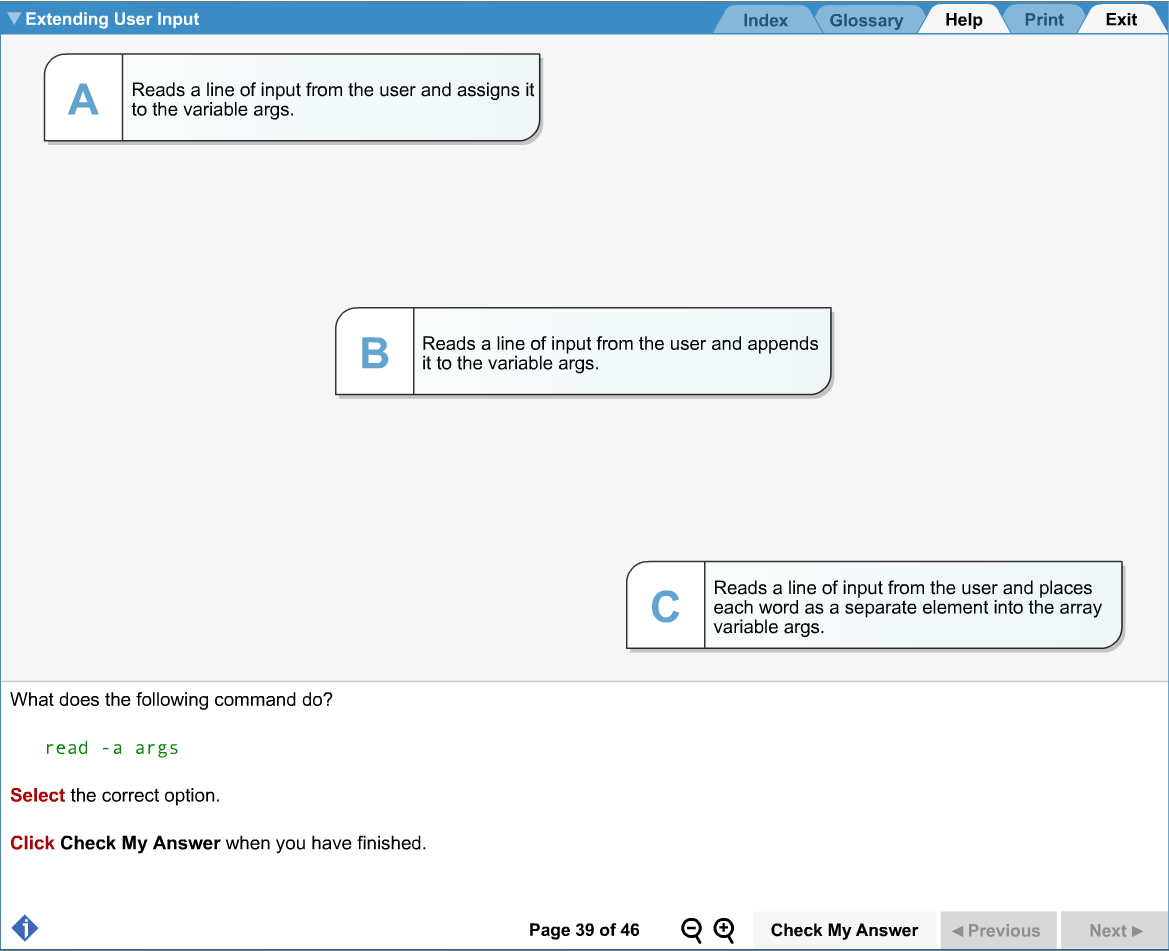 Extending User Input
Index Glossary Help Print Exit
A
Reads a line of input from the user and assigns it
to the variable args.
B
Reads a line of input from the user and appends
it to the variable args.
C
Reads a line of input from the user and places
each word as a separate element into the array
variable args.
What does the following command do?
read -a args
Select the correct option.
Click Check My Answer when you have finished.
i
Page 39 of 46
Check My Answer
Previous
Next